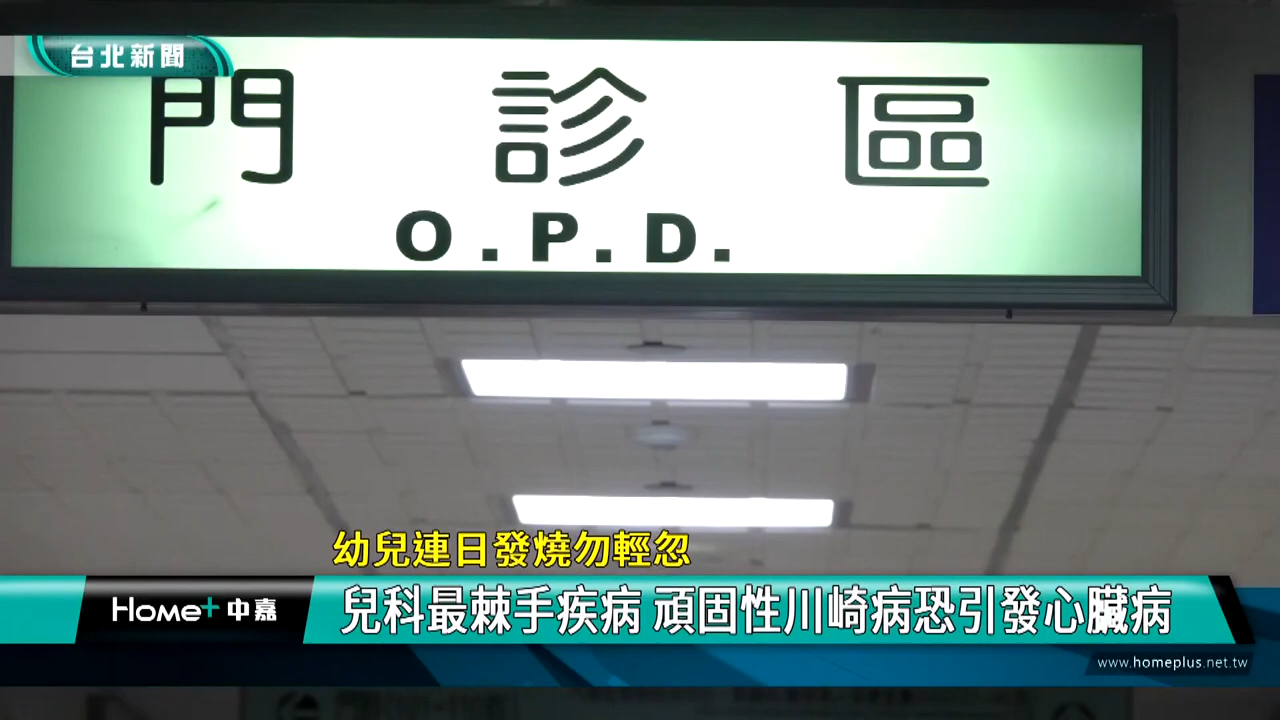 台北新聞
門診區
O.P.D.
幼兒連日發燒勿輕忽
Home+中嘉
兒科最棘手疾病 頑固性川崎病恐引發心臟病
www.homeplus.net.tw